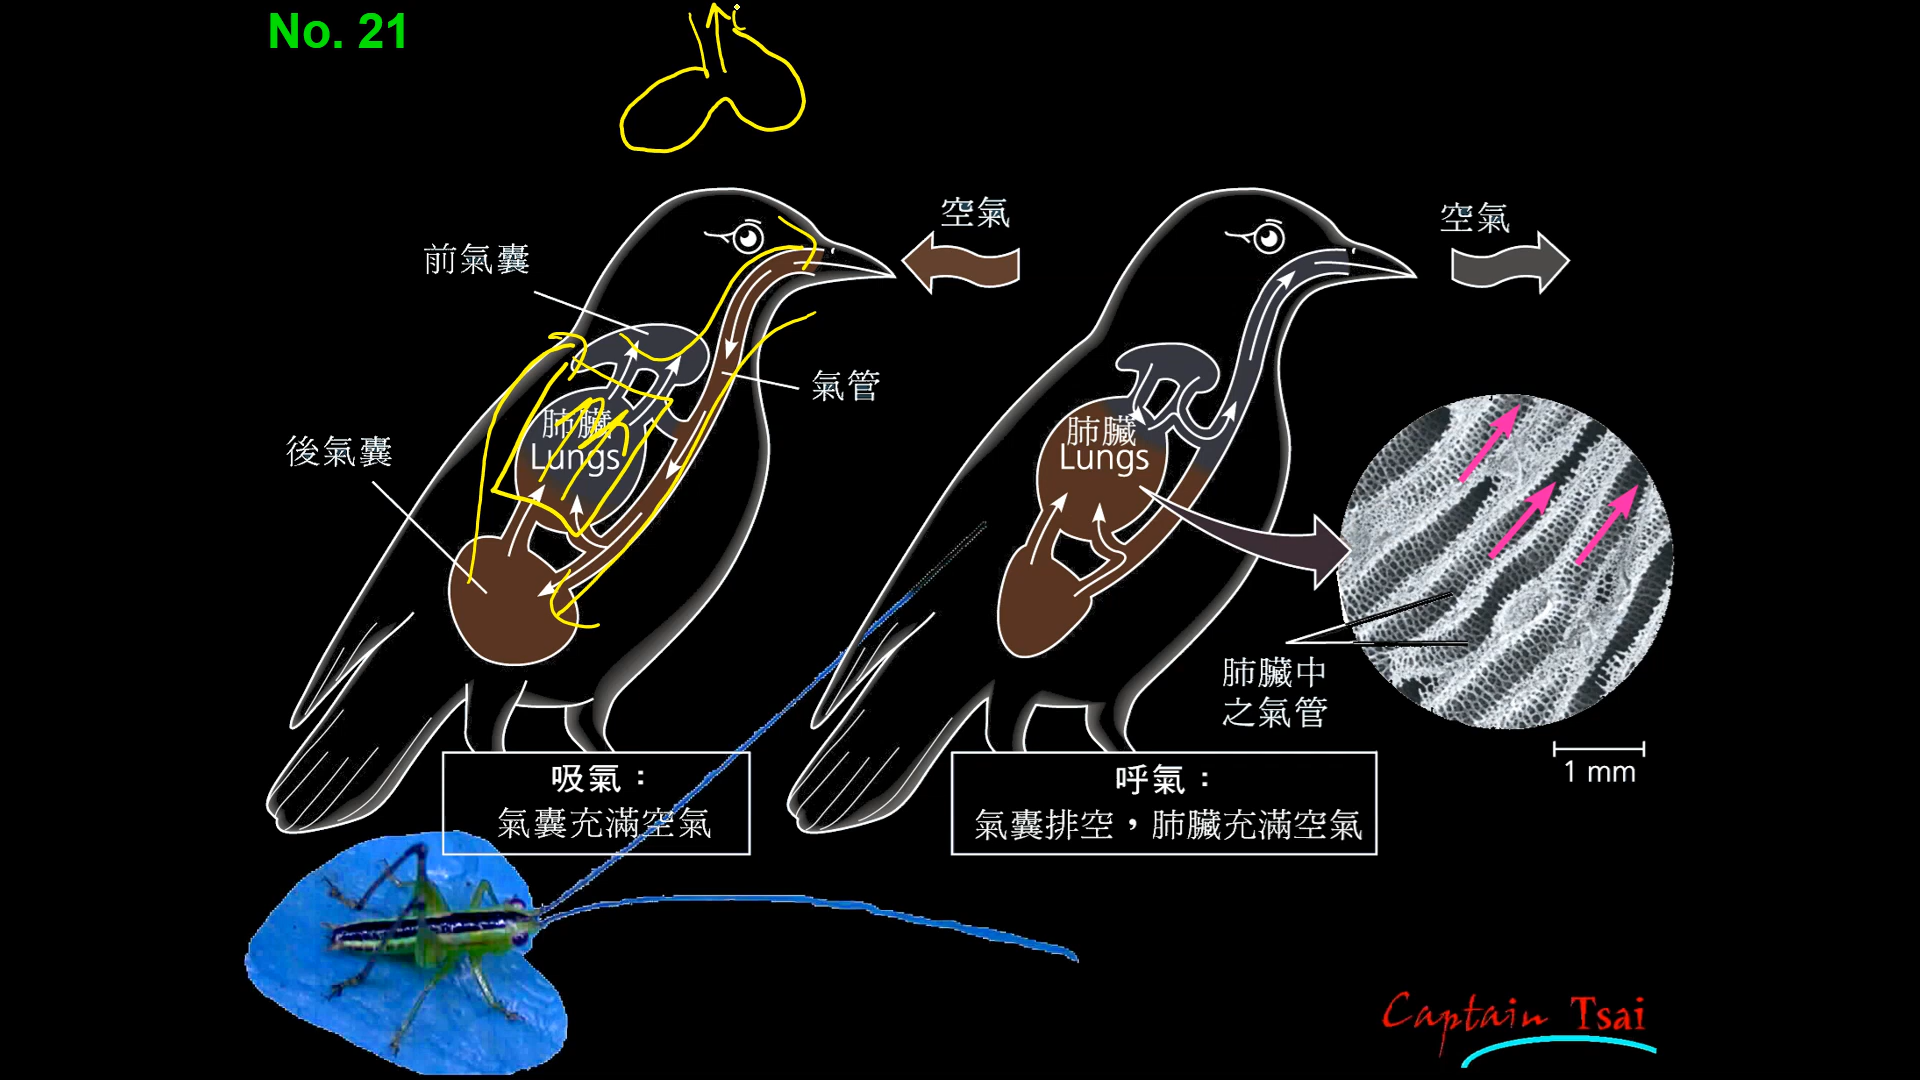 No. 21
空氣
空氣
前氣囊
氣管
後氣囊
肺臟
Lungs
肺臟
Lungs
肺臟中
之氣管
1 mm
吸氣：
氣囊充滿空氣
呼氣：
氣囊排空，肺臟充滿空氣
Captain Tsai